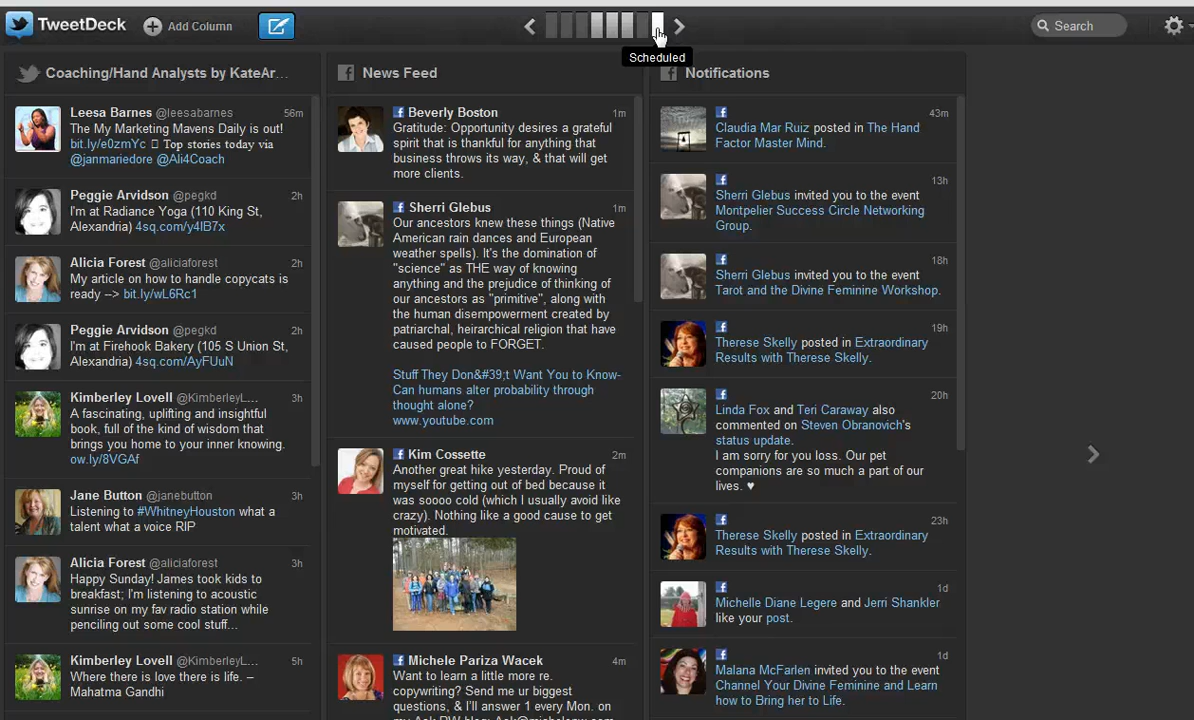 TweetDeck
Add Column
Search
Scheduled
Coaching/Hand Analysts by KateAr...
Leesa Barnes @leesabarnes 56m
The My Marketing Mavens Daily is out!
bit.ly/e0zmYc ▯ Top stories today via
@janmariedore @Ali4Coach
Peggie Arvidson @pegkd 2h
I'm at Radiance Yoga (110 King St,
Alexandria) 4sq.com/y4lB7x
Alicia Forest @aliciaforest 2h
My article on how to handle copycats is
ready --> bit.ly/wL6Rc1
Peggie Arvidson @pegkd 2h
I'm at Firehook Bakery (105 S Union St,
Alexandria) 4sq.com/AyFUuN
Kimberley Lovell @KimberleyL... 3h
A fascinating, uplifting and insightful
book, full of the kind of wisdom that
brings you home to your inner knowing.
ow.ly/8VGAf
Jane Button @janebutton 3h
Listening to #WhitneyHouston what a
talent what a voice RIP
Alicia Forest @aliciaforest 3h
Happy Sunday! James took kids to
breakfast; I'm listening to acoustic
sunrise on my fav radio station while
penciling out some cool stuff...
Kimberley Lovell @KimberleyL... 5h
Where there is love there is life. –
Mahatma Gandhi
News Feed
Beverly Boston 1m
Gratitude: Opportunity desires a grateful
spirit that is thankful for anything that
business throws its way, & that will get
more clients.
Sherri Glebus 1m
Our ancestors knew these things (Native
American rain dances and European
weather spells). It's the domination of
"science" as THE way of knowing
anything and the prejudice of thinking of
our ancestors as "primitive", along with
the human disempowerment created by
patriarchal, heirarchical religion that have
caused people to FORGET.
Stuff They Don&#39;t Want You to Know-
Can humans alter probability through
thought alone?
www.youtube.com
Kim Cossette 2m
Another great hike yesterday. Proud of
myself for getting out of bed because it
was soooo cold (which I usually avoid like
crazy). Nothing like a good cause to get
motivated.
Michele Pariza Wacek 4m
Want to learn a little more re.
copywriting? Send me ur biggest
questions, & I'll answer 1 every Mon. on
Notifications
43m
Claudia Mar Ruiz posted in The Hand
Factor Master Mind.
13h
Sherri Glebus invited you to the event
Montpelier Success Circle Networking
Group.
18h
Sherri Glebus invited you to the event
Tarot and the Divine Feminine Workshop.
19h
Therese Skelly posted in Extraordinary
Results with Therese Skelly.
20h
Linda Fox and Teri Caraway also
commented on Steven Obranovich's
status update.
I am sorry for you loss. Our pet
companions are so much a part of our
lives. ♥
23h
Therese Skelly posted in Extraordinary
Results with Therese Skelly.
1d
Michelle Diane Legere and Jerri Shankler
like your post.
1d
Malana McFarlen invited you to the event
Channel Your Divine Feminine and Learn
how to Bring her to Life.